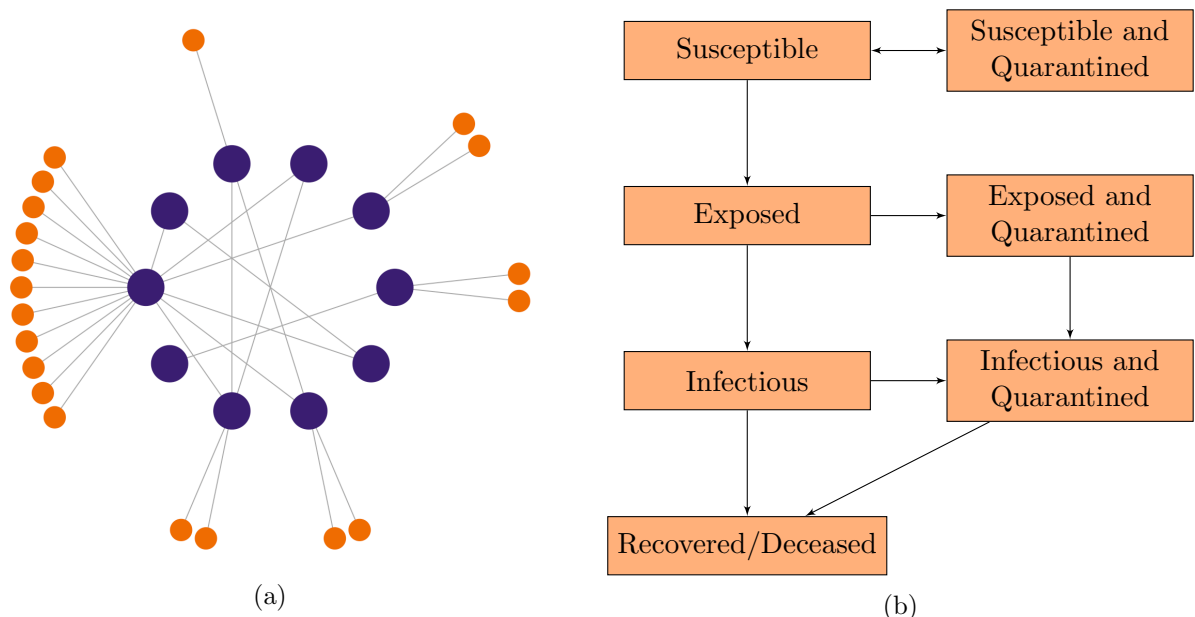 Susceptible
Susceptible and
Quarantined
Exposed
Exposed and
Quarantined
Infectious
Infectious and
Quarantined
Recovered/Deceased
(a)
(b)